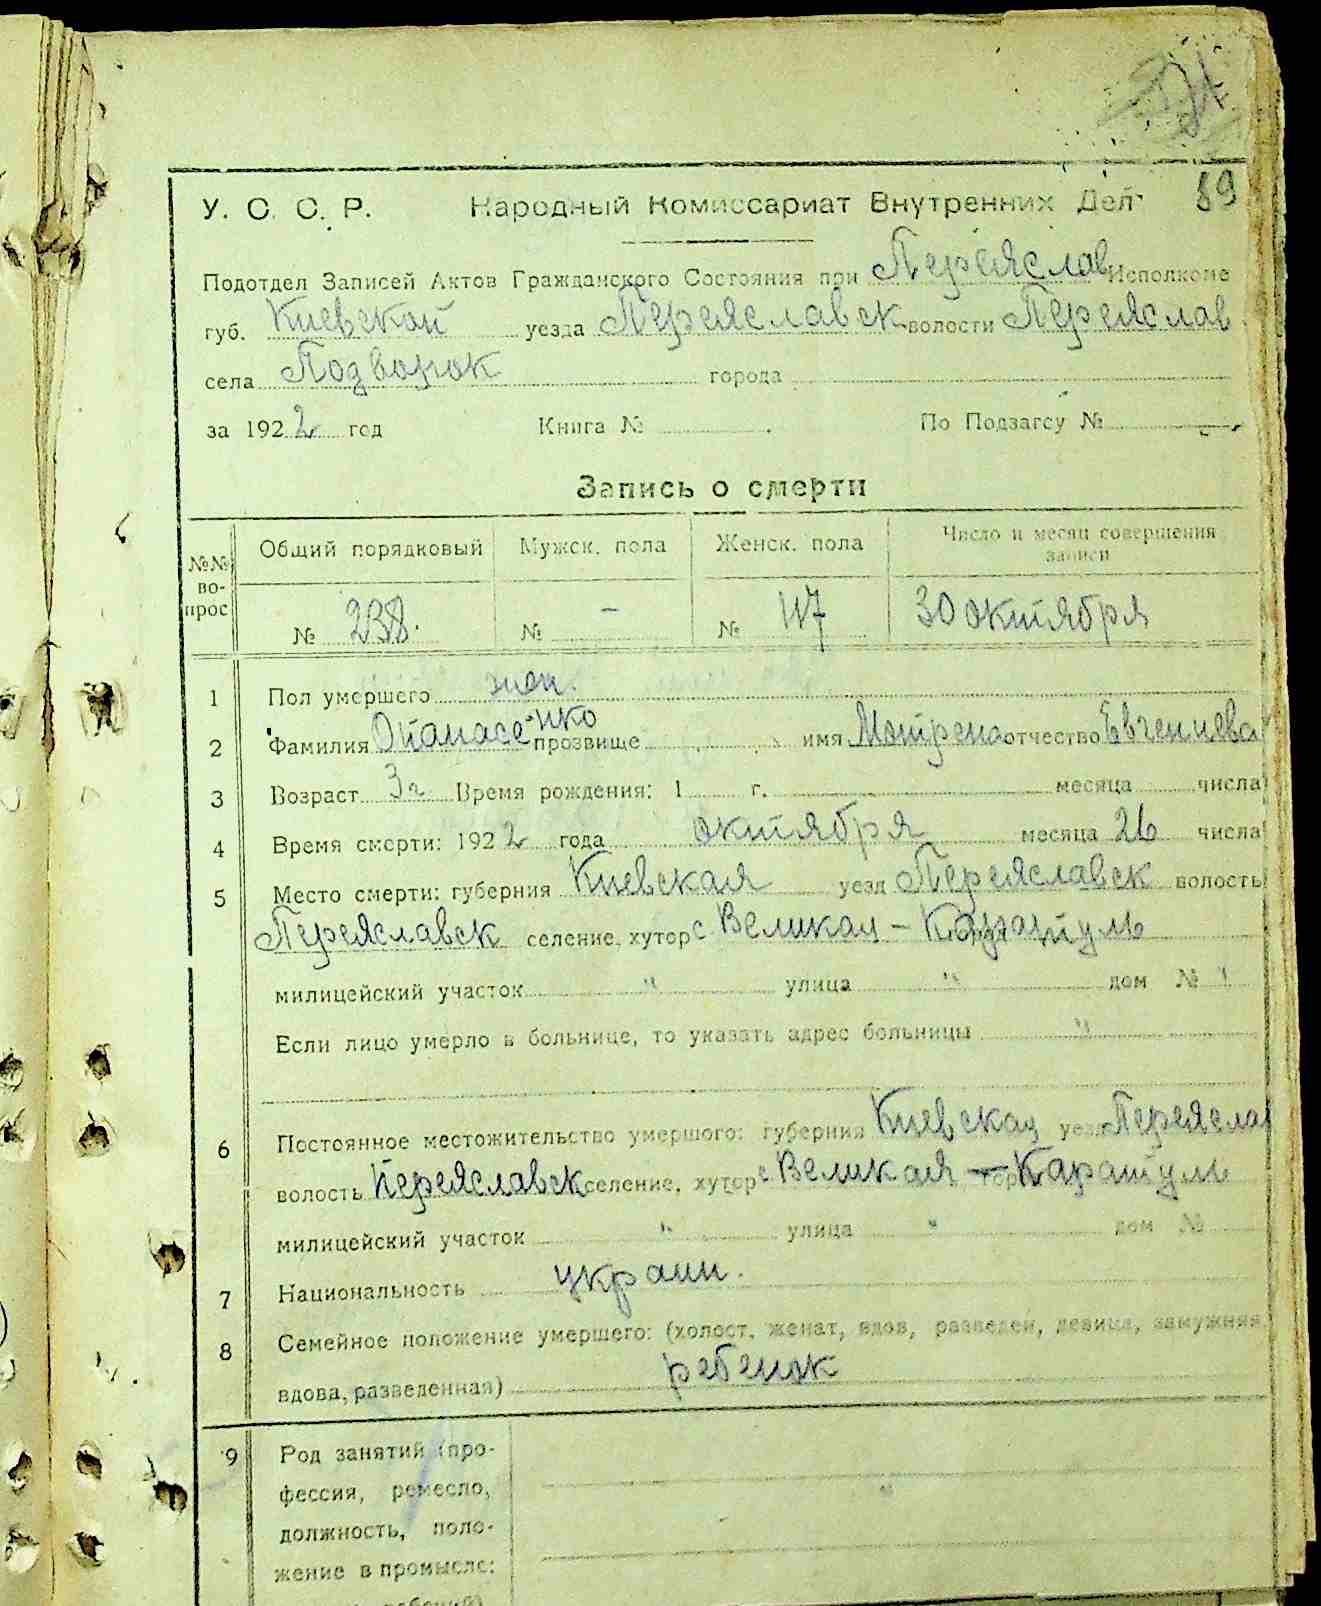 89
У. С. С. Р. Народный Комиссариат Внутренних Дел
Подотдел Записей Актов Гражданского Состояния при Переяслав Исполкоме
губ. Киевской уезда Переяславск волости Переяслав
села Подворок города
за 1922 год Книга № По Подзагсу №
Запись о смерти
№№ вопрос Общий порядковый Мужск. пола Женск. пола Число и месяц совершения записи
№ 238. № - № 117 30 октября
1 Пол умершего жен.
2 Фамилия Опанасенко прозвище имя Мотрена отчество Евгениева
3 Возраст 3 г Время рождения: 1 г. месяца числа
4 Время смерти: 1922 года октября месяца 26 числа
5 Место смерти: губерния Киевская уезд Переяславск волость
Переяславск селение, хутор с Великая - Каратуль
милицейский участок " улица " дом №
Если лицо умерло в больнице, то указать адрес больницы "
6 Постоянное местожительство умершого: губерния Киевская уезд Переяслав
волость Переяславск селение, хутор с Великая - Каратуль
милицейский участок " улица " дом №
7 Национальность украин.
8 Семейное положение умершего: (холост, женат, вдов, разведен, девица, замужняя,
вдова, разведенная) ребенок
9 Род занятий (про-
фессия, ремесло,
должность, поло-
жение в промысле: